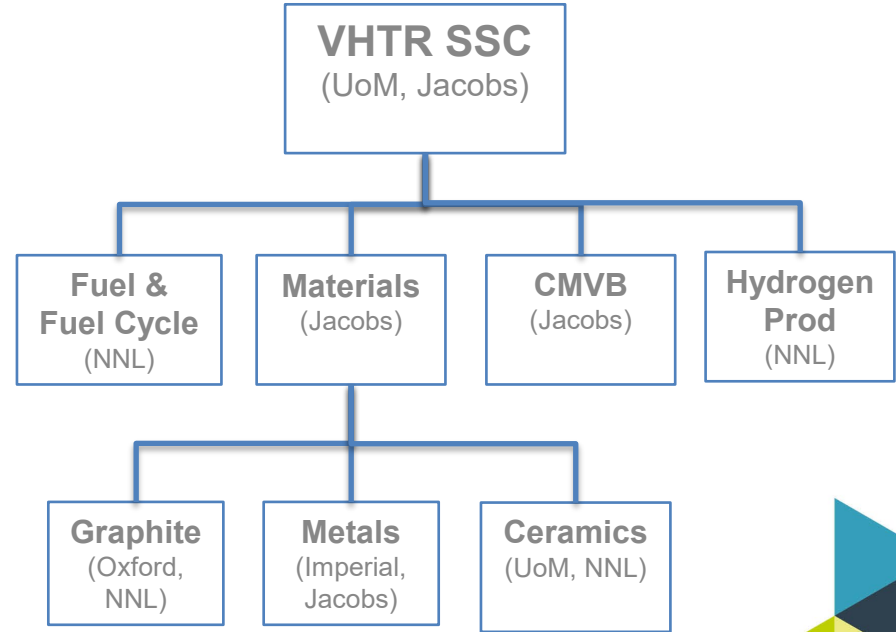 VHTR SSC
(UoM, Jacobs)
Fuel &
Fuel Cycle
(NNL)
Materials
(Jacobs)
CMVB
(Jacobs)
Hydrogen
Prod
(NNL)
Graphite
(Oxford,
NNL)
Metals
(Imperial,
Jacobs)
Ceramics
(UoM, NNL)